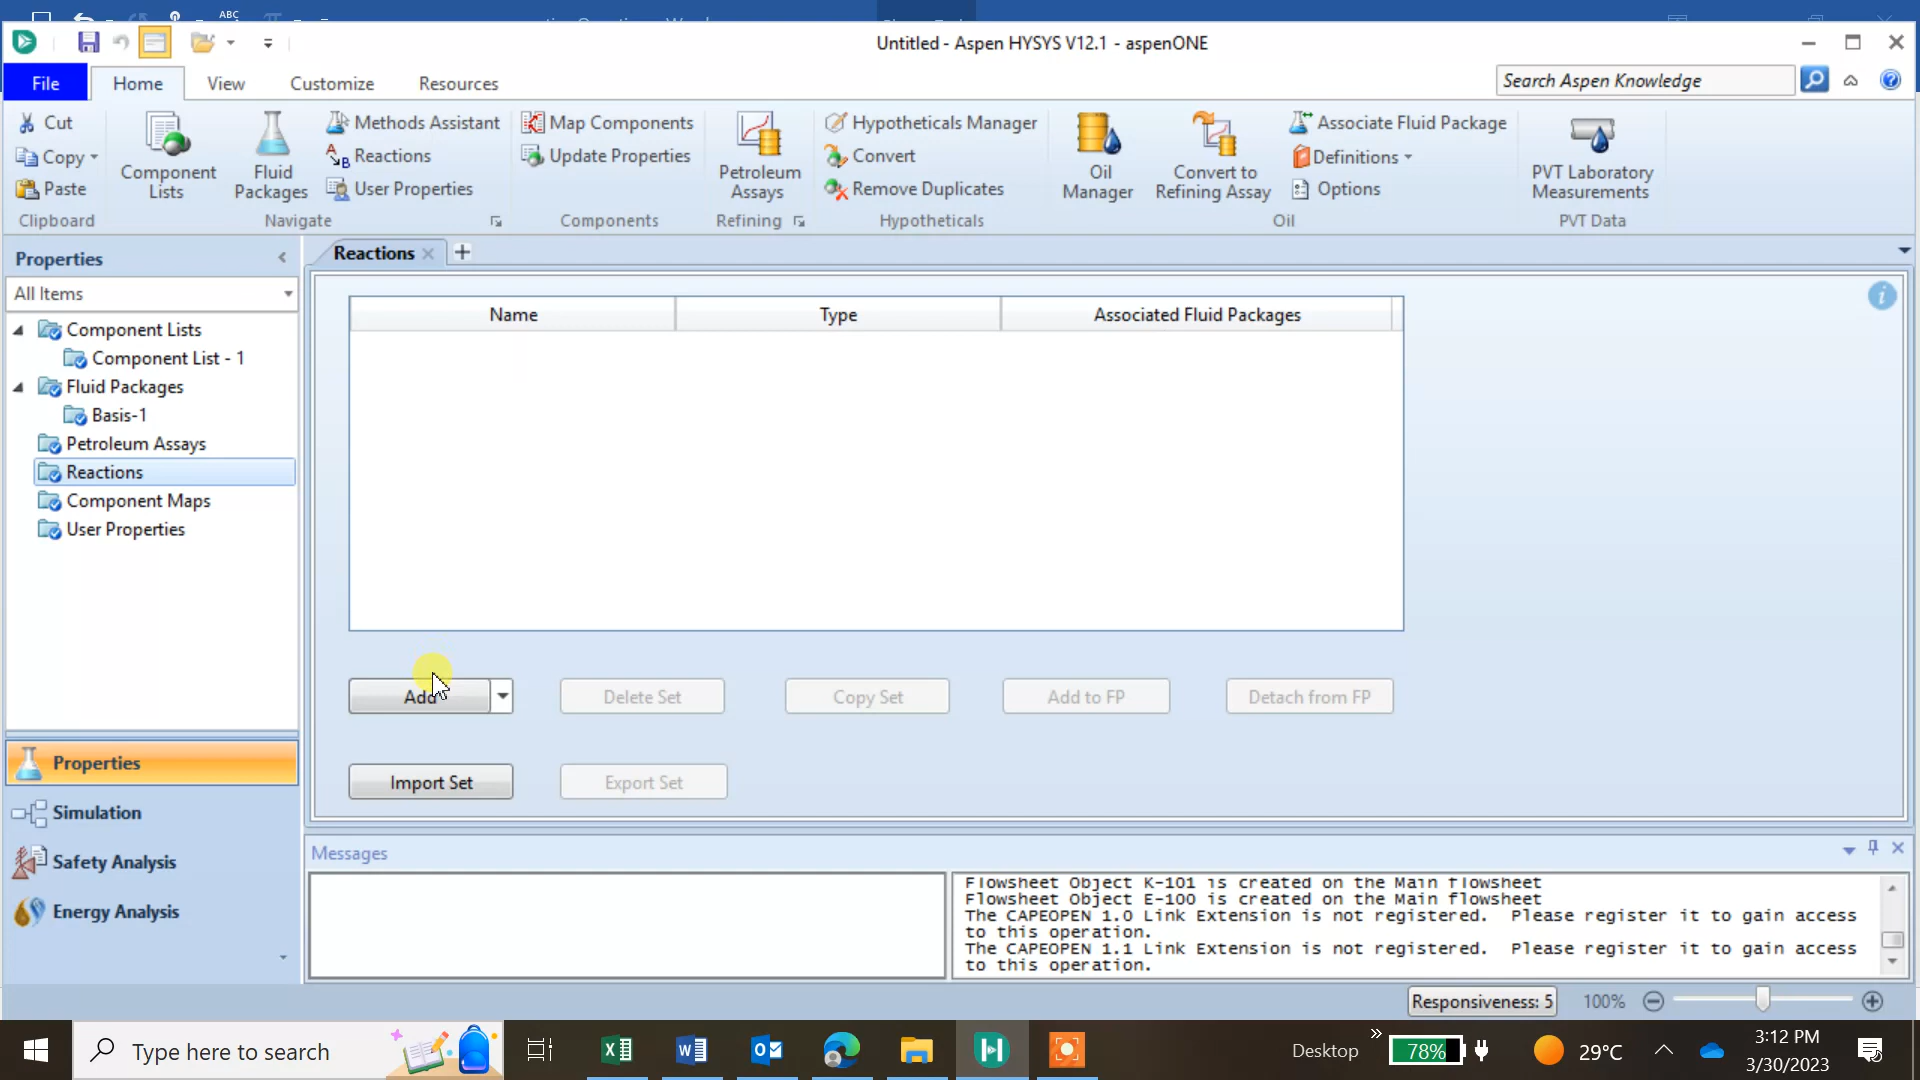 ABC
Untitled - Aspen HYSYS V12.1 - aspenONE
File
Home
View
Customize
Resources
Search Aspen Knowledge
Cut
Copy
Paste
Clipboard
Component
Lists
Fluid
Packages
Methods Assistant
Reactions
User Properties
Navigate
Map Components
Update Properties
Components
Petroleum
Assays
Refining
Hypotheticals Manager
Convert
Remove Duplicates
Hypotheticals
Oil
Manager
Convert to
Refining Assay
Associate Fluid Package
Definitions
Options
Oil
PVT Laboratory
Measurements
PVT Data
Properties
All Items
Component Lists
Component List - 1
Fluid Packages
Basis-1
Petroleum Assays
Reactions
Component Maps
User Properties
Properties
Simulation
Safety Analysis
Energy Analysis
Reactions
Name
Type
Associated Fluid Packages
Add
Delete Set
Copy Set
Add to FP
Detach from FP
Import Set
Export Set
Messages
Flowsheet Object K-101 is created on the Main flowsheet
Flowsheet Object E-100 is created on the Main flowsheet
The CAPEOPEN 1.0 Link Extension is not registered. Please register it to gain access
to this operation.
The CAPEOPEN 1.1 Link Extension is not registered. Please register it to gain access
to this operation.
Responsiveness: 5
100%
Type here to search
Desktop
78%
29°C
3:12 PM
3/30/2023